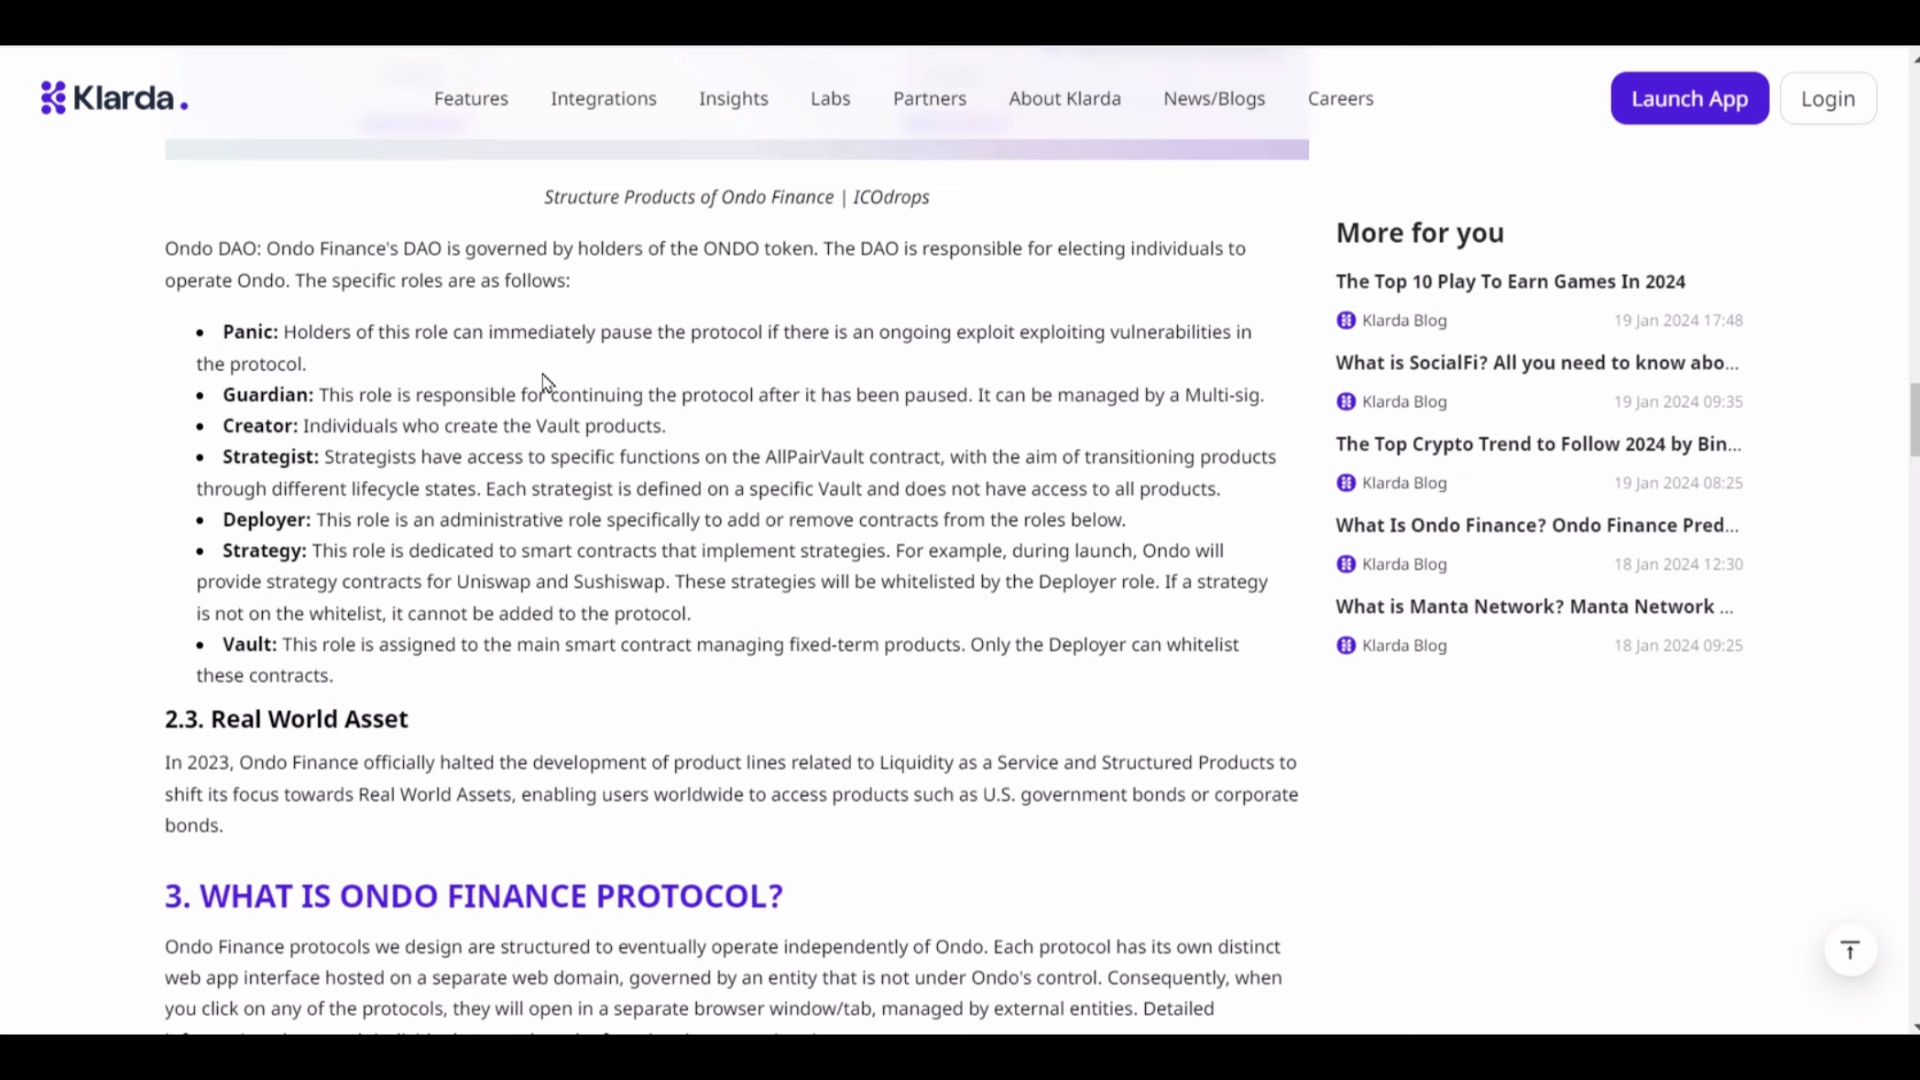 Klarda.
Features
Integrations
Insights
Labs
Partners
About Klarda
News/Blogs
Careers
Launch App
Login
Structure Products of Ondo Finance | ICOdrops
Ondo DAO: Ondo Finance's DAO is governed by holders of the ONDO token. The DAO is responsible for electing individuals to
operate Ondo. The specific roles are as follows:
• Panic: Holders of this role can immediately pause the protocol if there is an ongoing exploit exploiting vulnerabilities in
the protocol.
• Guardian: This role is responsible for continuing the protocol after it has been paused. It can be managed by a Multi-sig.
• Creator: Individuals who create the Vault products.
• Strategist: Strategists have access to specific functions on the AllPairVault contract, with the aim of transitioning products
through different lifecycle states. Each strategist is defined on a specific Vault and does not have access to all products.
• Deployer: This role is an administrative role specifically to add or remove contracts from the roles below.
• Strategy: This role is dedicated to smart contracts that implement strategies. For example, during launch, Ondo will
provide strategy contracts for Uniswap and Sushiswap. These strategies will be whitelisted by the Deployer role. If a strategy
is not on the whitelist, it cannot be added to the protocol.
• Vault: This role is assigned to the main smart contract managing fixed-term products. Only the Deployer can whitelist
these contracts.
2.3. Real World Asset
In 2023, Ondo Finance officially halted the development of product lines related to Liquidity as a Service and Structured Products to
shift its focus towards Real World Assets, enabling users worldwide to access products such as U.S. government bonds or corporate
bonds.
3. WHAT IS ONDO FINANCE PROTOCOL?
Ondo Finance protocols we design are structured to eventually operate independently of Ondo. Each protocol has its own distinct
web app interface hosted on a separate web domain, governed by an entity that is not under Ondo's control. Consequently, when
you click on any of the protocols, they will open in a separate browser window/tab, managed by external entities. Detailed
More for you
The Top 10 Play To Earn Games In 2024
Klarda Blog 19 Jan 2024 17:48
What is SocialFi? All you need to know abo...
Klarda Blog 19 Jan 2024 09:35
The Top Crypto Trend to Follow 2024 by Bin...
Klarda Blog 19 Jan 2024 08:25
What Is Ondo Finance? Ondo Finance Pred...
Klarda Blog 18 Jan 2024 12:30
What is Manta Network? Manta Network ...
Klarda Blog 18 Jan 2024 09:25